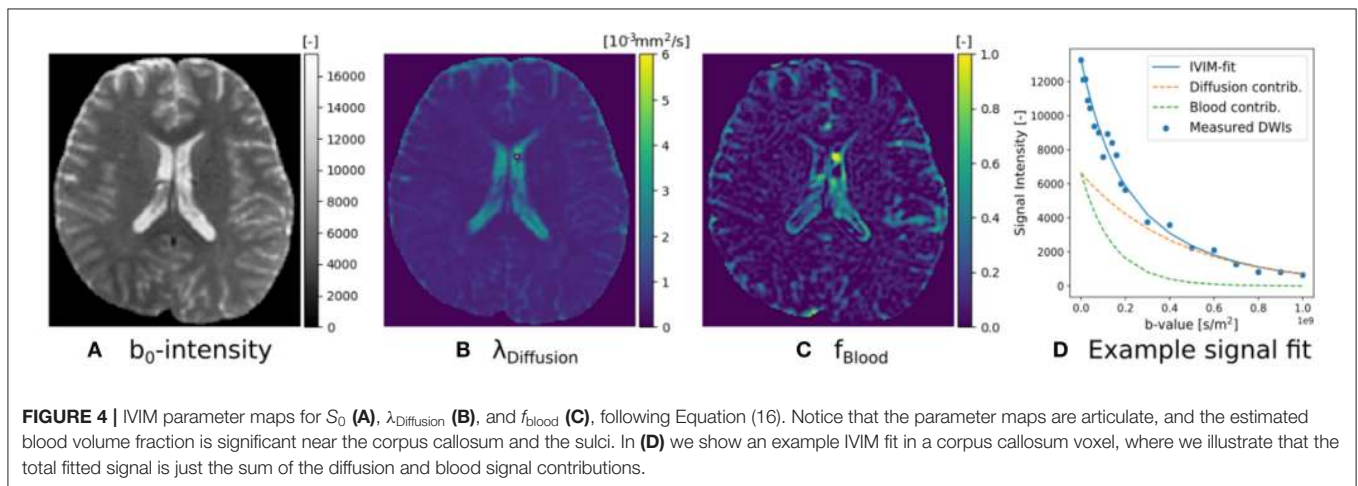 [-]
16000
14000
12000
10000
8000
6000
4000
2000
0
A b₀-intensity
[10⁻³mm²/s]
6
5
4
3
2
1
0
B λDiffusion
[-]
1.0
0.8
0.6
0.4
0.2
0.0
C fBlood
Signal Intensity [-]
12000
10000
8000
6000
4000
2000
0
IVIM-fit
Diffusion contrib.
Blood contrib.
Measured DWIs
0.0 0.2 0.4 0.6 0.8 1.0
1e9
b-value [s/m²]
D Example signal fit
FIGURE 4 | IVIM parameter maps for S₀ (A), λDiffusion (B), and fblood (C), following Equation (16). Notice that the parameter maps are articulate, and the estimated
blood volume fraction is significant near the corpus callosum and the sulci. In (D) we show an example IVIM fit in a corpus callosum voxel, where we illustrate that the
total fitted signal is just the sum of the diffusion and blood signal contributions.